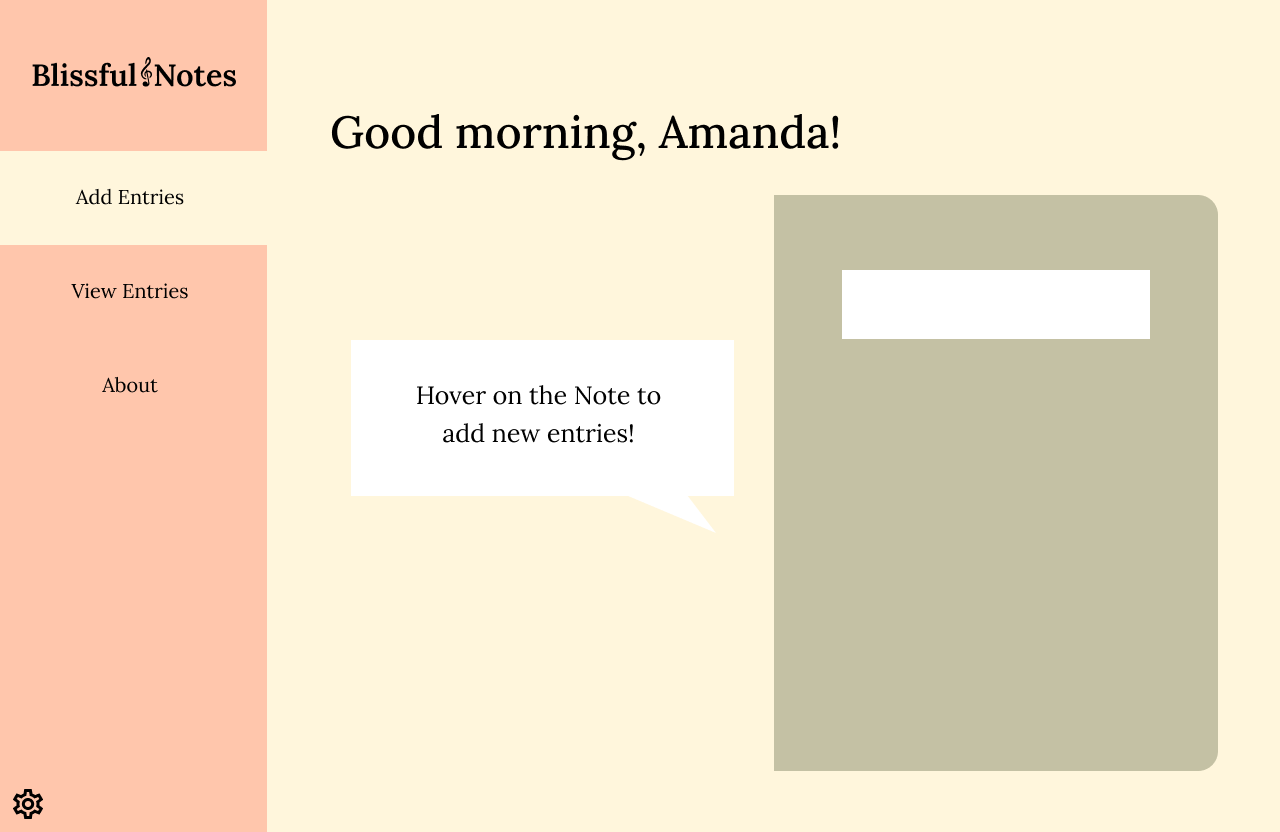 Blissful Notes
Good morning, Amanda!
Add Entries
View Entries
About
Hover on the Note to
add new entries!